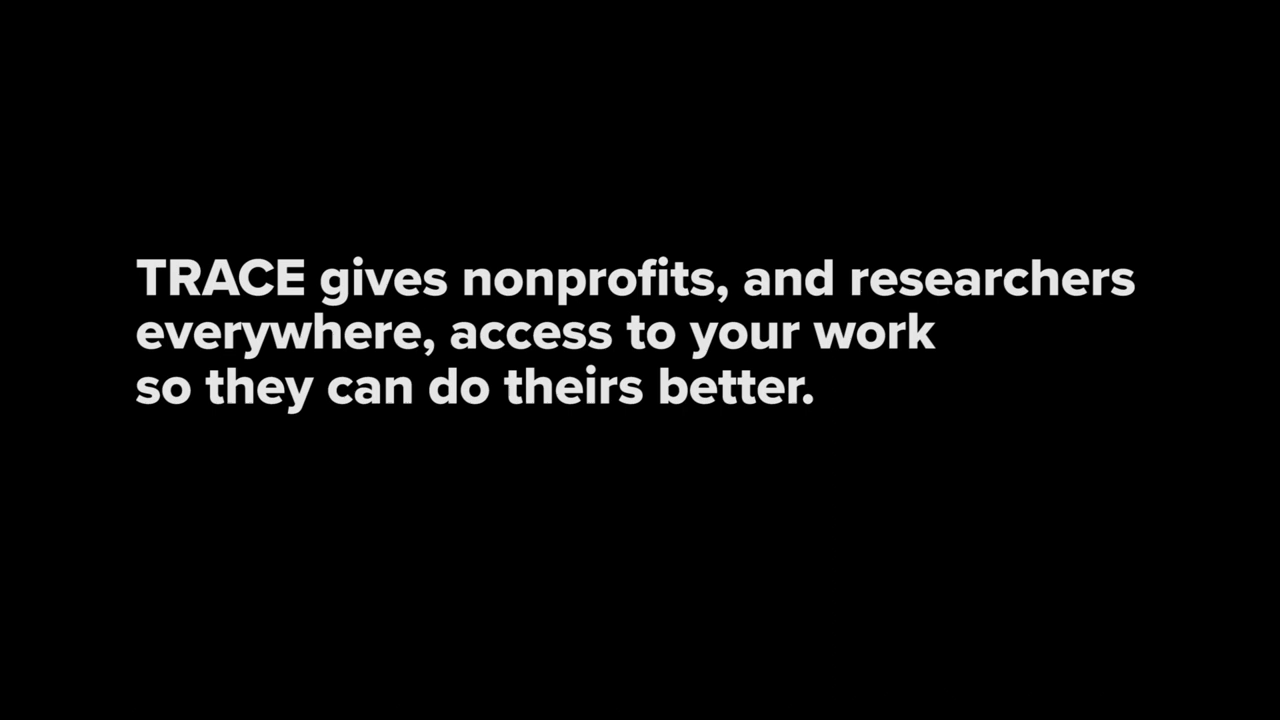 TRACE gives nonprofits, and researchers
everywhere, access to your work
so they can do theirs better.